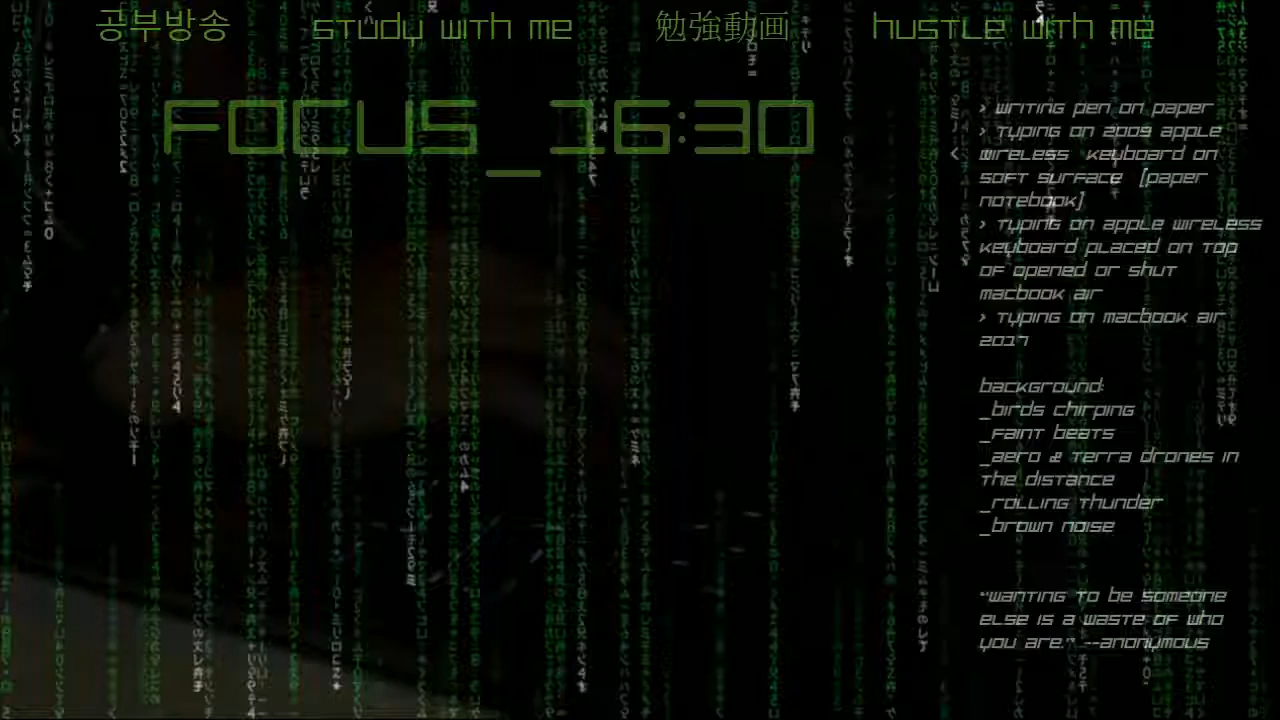 공부방송 study with me 勉強動画 hustle with me
FOCUS_16:30
> writing pen on paper
> typing on 2009 apple
wireless keyboard on
soft surface [paper
notebook]
> typing on apple wireless
keyboard placed on top
of opened or shut
macbook air
> typing on macbook air
2017
background:
_birds chirping
_faint beats
_aero & terra drones in
the distance
_rolling thunder
_brown noise
"wanting to be someone
else is a waste of who
you are." --anonymous